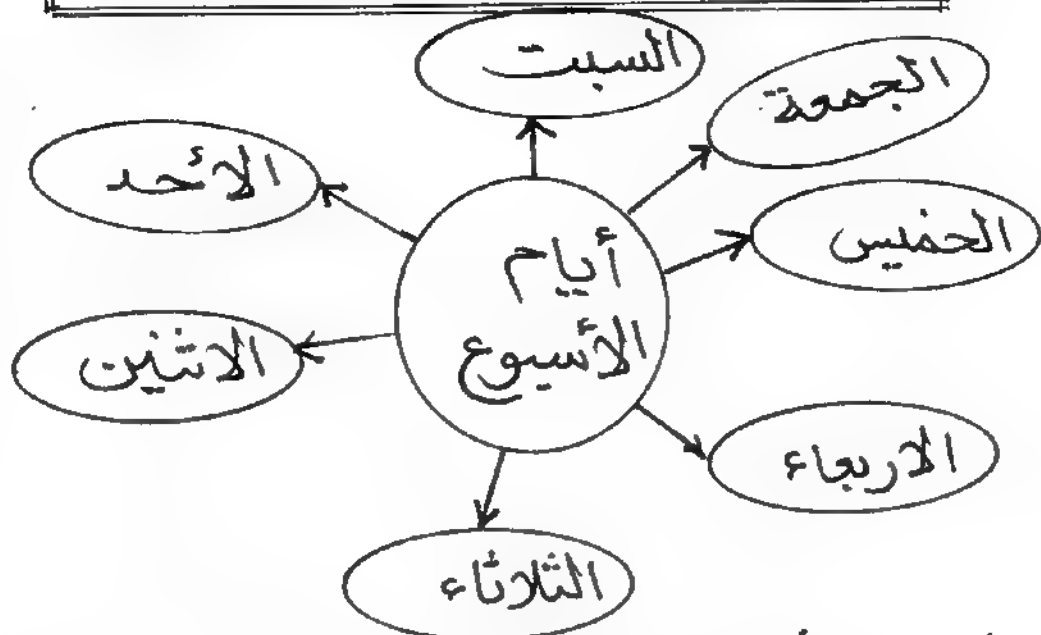 السبت
الجمعة
الأحد
الخميس
أيام
الأسبوع
الاثنين
الاربعاء
الثلاثاء